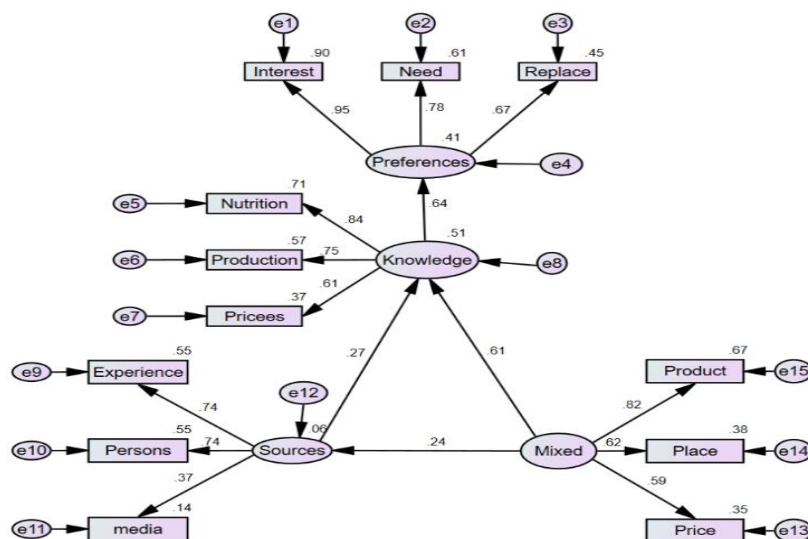 e1 e2 e3
.90 .61 .45
Interest Need Replace
.95 .78 .67
.41
Preferences e4
.71
e5 Nutrition .64
.84 .51
.57
e6 Production .75 Knowledge e8
.61
.37
e7 Pricees
.27 .61
.55 .67
e9 Experience Product e15
e12
.74 .82
.55 .06 .38
e10 Persons .74 Sources .24 Mixed .62 Place e14
.37 .59
.14 .35
e11 media Price e13